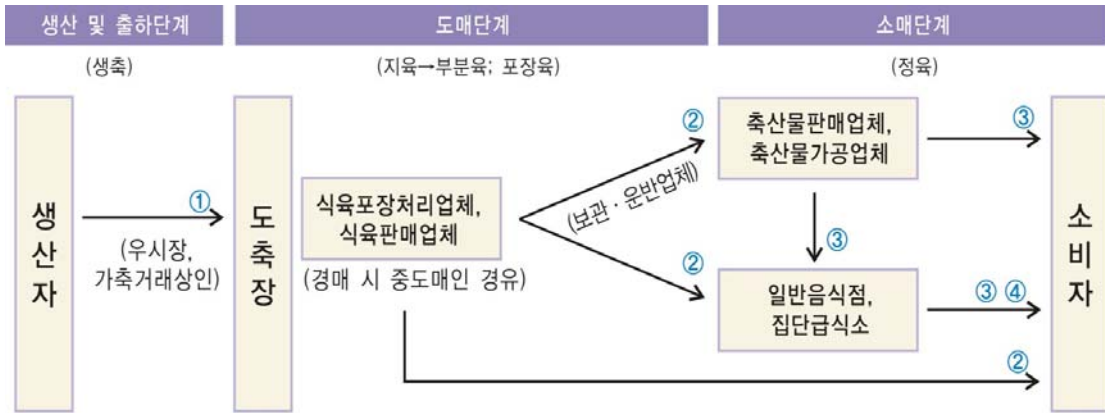 생산 및 출하단계
도매단계
소매단계
(생축)
(지육→부분육; 포장육)
(정육)
생산자
①
(우시장,
가축거래상인)
도축장
식육포장처리업체,
식육판매업체
(경매 시 중도매인 경유)
②
(보관·운반업체)
②
축산물판매업체,
축산물가공업체
③
③
일반음식점,
집단급식소
③ ④
②
소비자